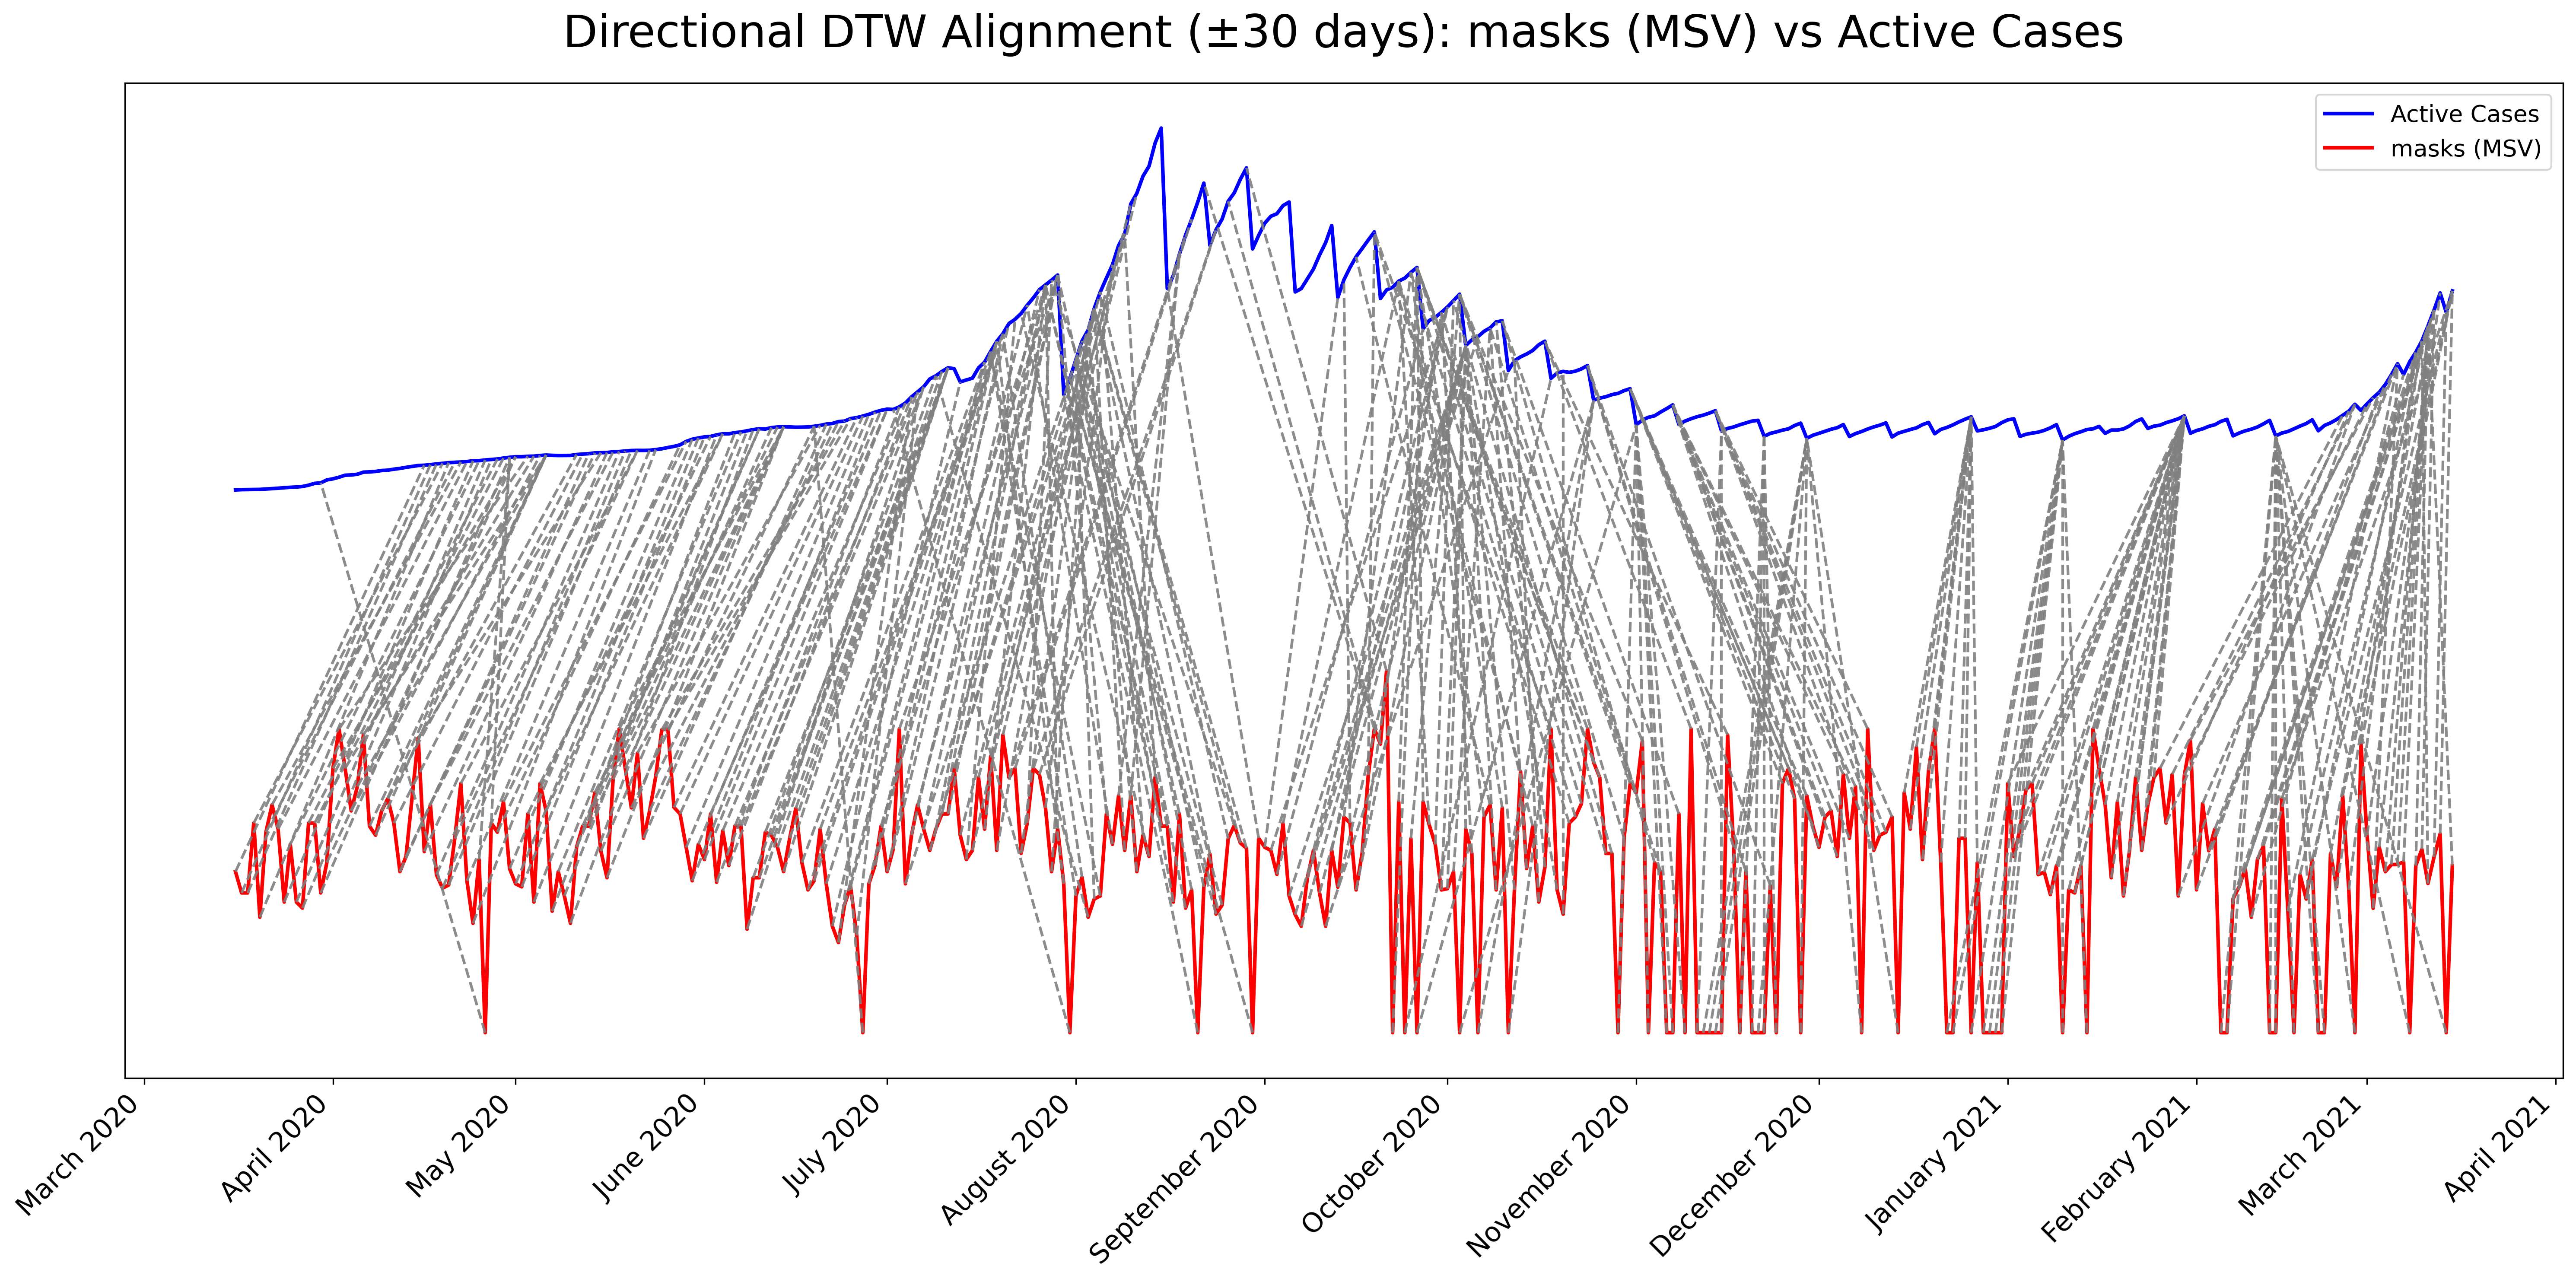 Directional DTW Alignment (±30 days): masks (MSV) vs Active Cases
Active Cases
masks (MSV)
March 2020
April 2020
May 2020
June 2020
July 2020
August 2020
September 2020
October 2020
November 2020
December 2020
January 2021
February 2021
March 2021
April 2021